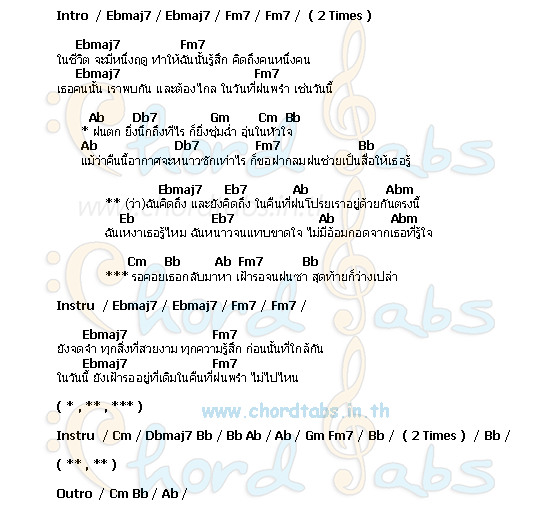 Intro / Ebmaj7 / Ebmaj7 / Fm7 / Fm7 / ( 2 Times )
Ebmaj7 Fm7
ในชีวิต จะมีหนึ่งฤดู ทำให้ฉันนั้นรู้สึก คิดถึงคนหนึ่งคน
Ebmaj7 Fm7
เธอคนนั้น เราพบกัน และต้องไกล ในวันที่ฝนพรำ เช่นวันนี้
Ab Db7 Gm Cm Bb
* ฝนตก ยิ่งนึกถึงทีไร ก็ยิ่งชุ่มฉ่ำ อุ่นในหัวใจ
Ab Db7 Fm7 Bb
แม้ว่าคืนนี้อากาศจะหนาวซักเท่าไร ก็ขอฝากลมฝนช่วยเป็นสื่อให้เธอรู้
Ebmaj7 Eb7 Ab Abm
** (ว่า)ฉันคิดถึง และยังคิดถึง ในคืนที่ฝนโปรยเราอยู่ด้วยกันตรงนี้
Eb Eb7 Ab Abm
ฉันเหงาเธอรู้ไหม ฉันหนาวจนแทบขาดใจ ไม่มีอ้อมกอดจากเธอที่รู้ใจ
Cm Bb Ab Fm7 Bb
*** รอคอยเธอกลับมาหา เฝ้ารอจนฝนซา สุดท้ายก็ว่างเปล่า
Instru / Ebmaj7 / Ebmaj7 / Fm7 / Fm7 /
Ebmaj7 Fm7
ยังจดจำ ทุกสิ่งที่สวยงาม ทุกความรู้สึก ก่อนนั้นที่ใกล้กัน
Ebmaj7 Fm7
ในวันนี้ ยังเฝ้ารออยู่ที่เดิมในคืนที่ฝนพรำ ไม่ไปไหน
( * , ** , *** )
www.chordtabs.in.th
Instru / Cm / Dbmaj7 Bb / Bb Ab / Ab / Gm Fm7 / Bb / ( 2 Times ) / Bb /
( ** , ** )
Outro / Cm Bb / Ab /